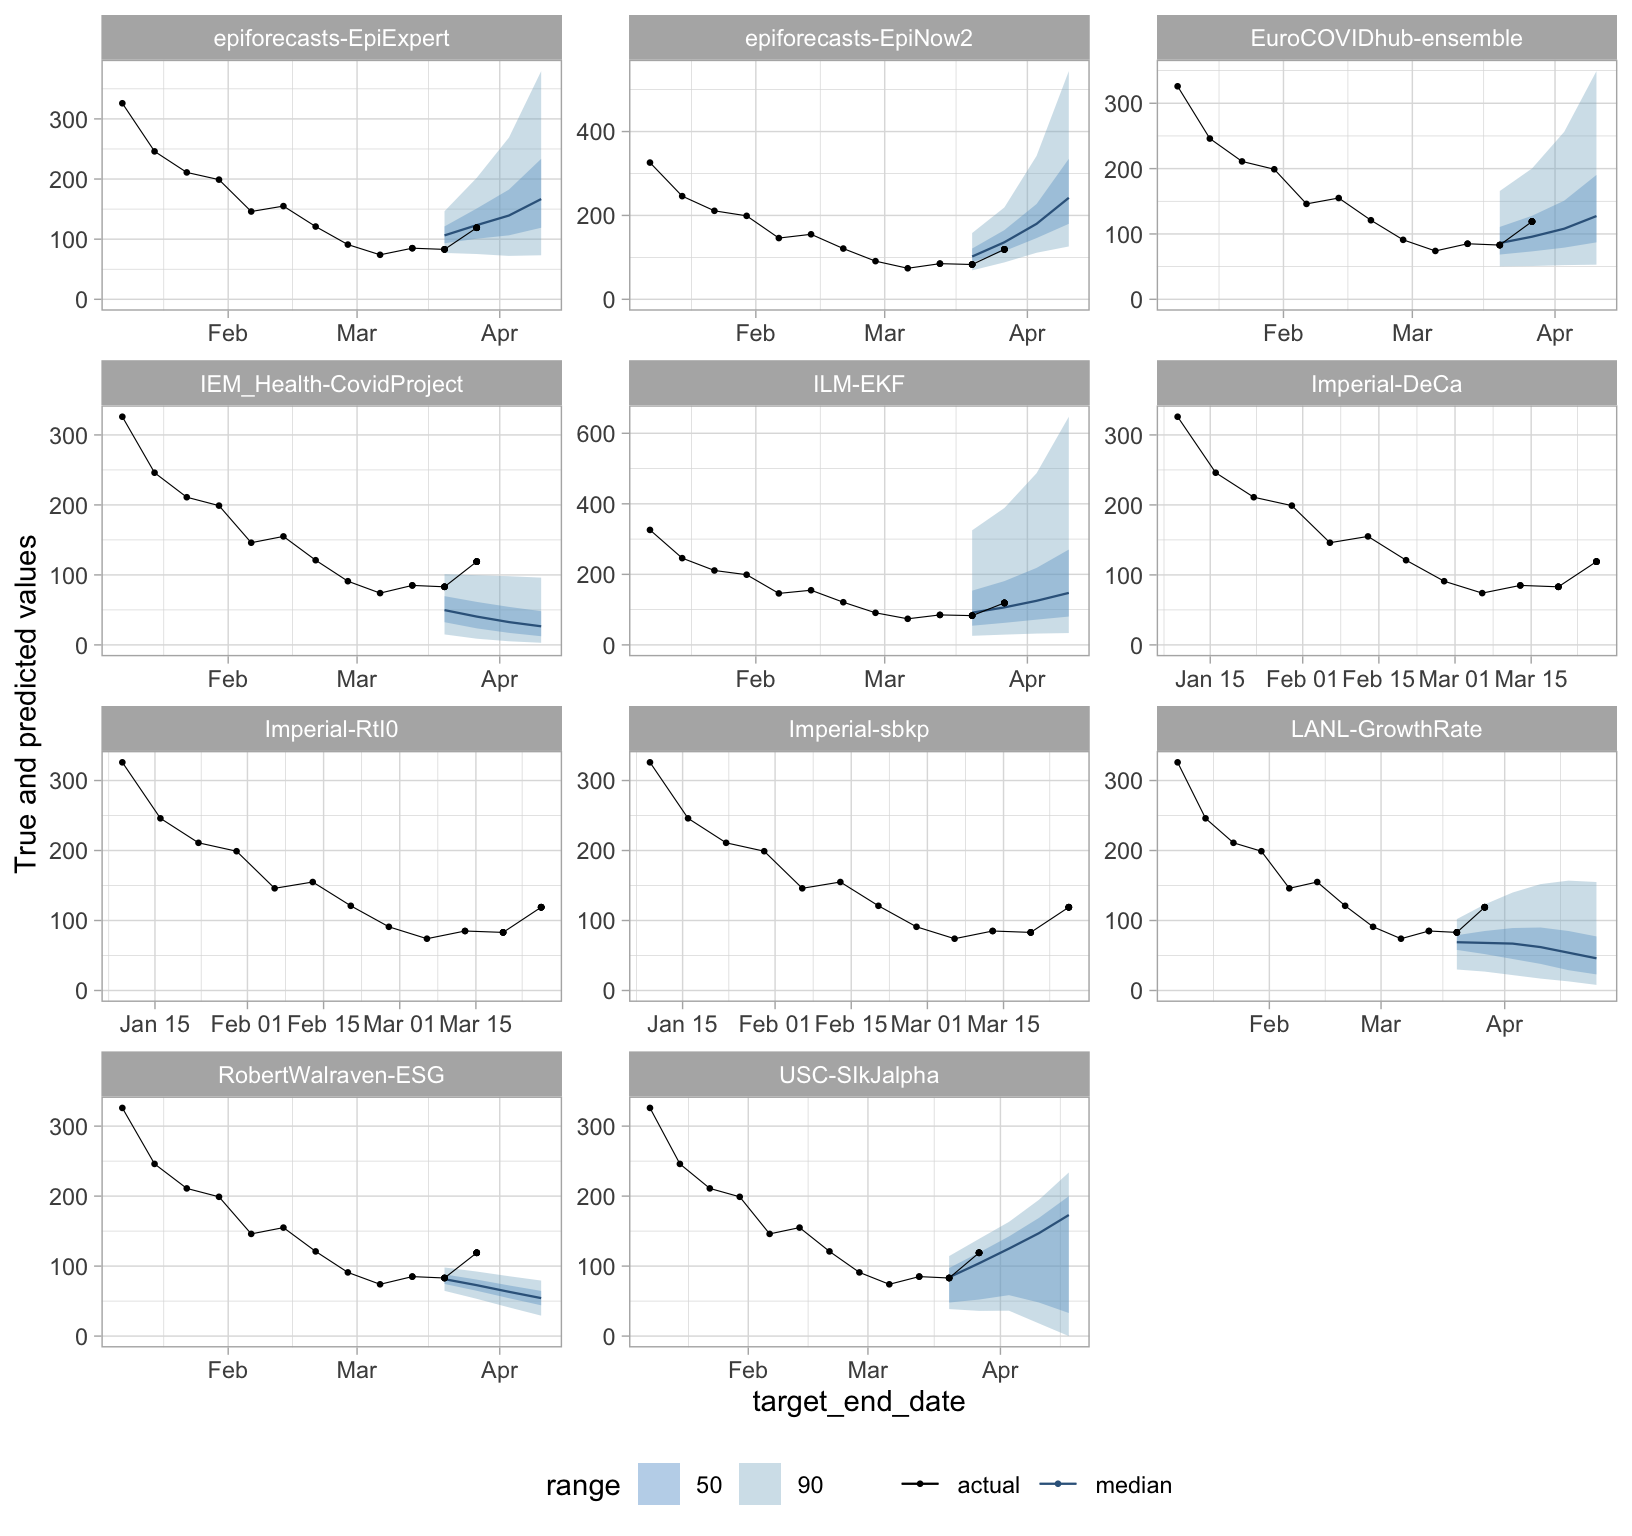 epiforecasts-EpiExpert
epiforecasts-EpiNow2
EuroCOVIDhub-ensemble
300
200
100
0
Feb Mar Apr
400
200
0
Feb Mar Apr
300
200
100
0
Feb Mar Apr
IEM_Health-CovidProject
ILM-EKF
Imperial-DeCa
300
200
100
0
Feb Mar Apr
600
400
200
0
Feb Mar Apr
300
200
100
0
Jan 15 Feb 01 Feb 15 Mar 01 Mar 15
True and predicted values
Imperial-RtI0
Imperial-sbkp
LANL-GrowthRate
300
200
100
0
Jan 15 Feb 01 Feb 15 Mar 01 Mar 15
300
200
100
0
Jan 15 Feb 01 Feb 15 Mar 01 Mar 15
300
200
100
0
Feb Mar Apr
RobertWalraven-ESG
USC-SIkJalpha
300
200
100
0
Feb Mar Apr
300
200
100
0
Feb Mar Apr
target_end_date
range 50 90 actual median